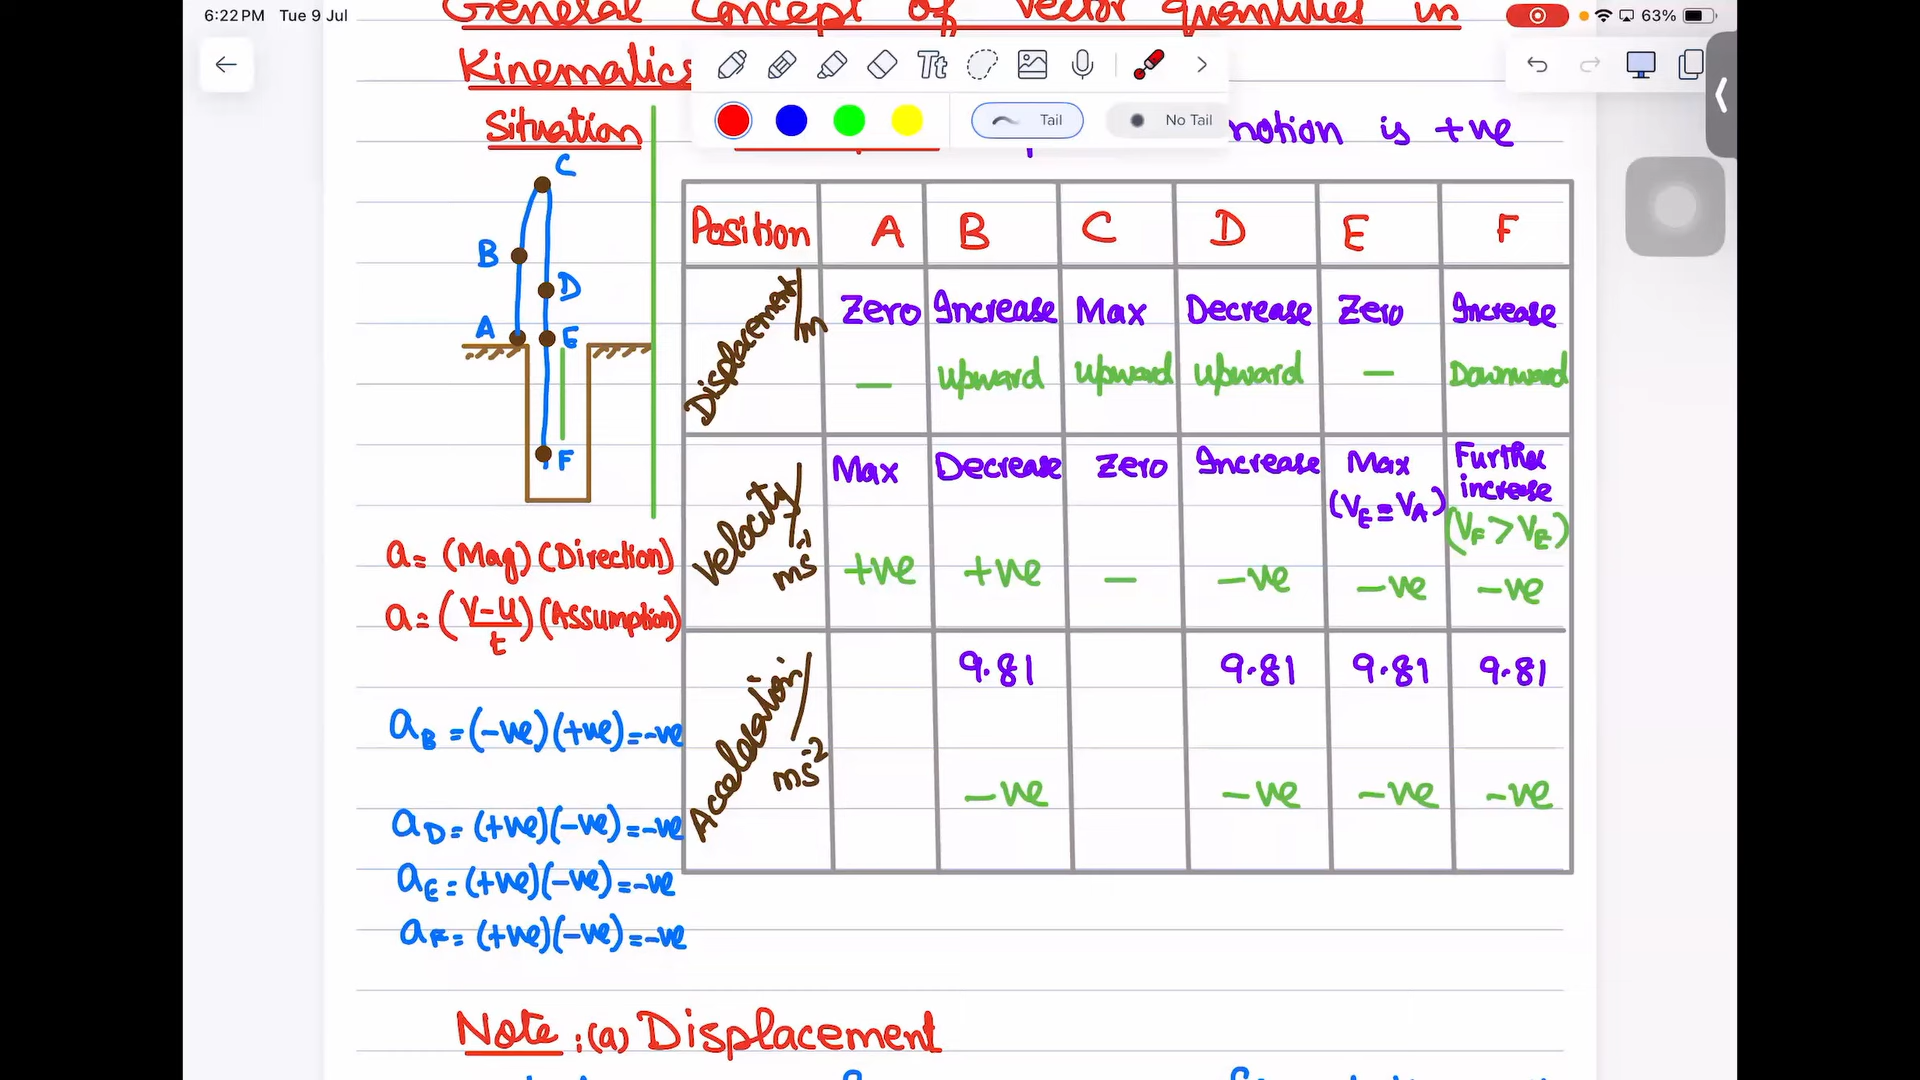 6:22 PM Tue 9 Jul
63%
General Concept of Vector quantities in
Kinematics
Tt
Tail
No Tail
Situation
motion is +ve
C
B
D
A
E
F
Position A B C D E F
Displacement/m
Zero Increase Max Decrease Zero Increase
— Upward Upward Upward — Downward
Velocity/ms⁻¹
Max Decrease Zero Increase Max Further
(VE = VA) increase
(VF > VE)
+ve +ve — -ve -ve -ve
Acceleration/ms⁻²
9.81 9.81 9.81 9.81
-ve -ve -ve -ve
a = (Mag)(Direction)
a = (V-U/t)(Assumption)
aB = (-ve)(+ve) = -ve
aD = (+ve)(-ve) = -ve
aE = (+ve)(-ve) = -ve
aF = (+ve)(-ve) = -ve
Note : (a) Displacement